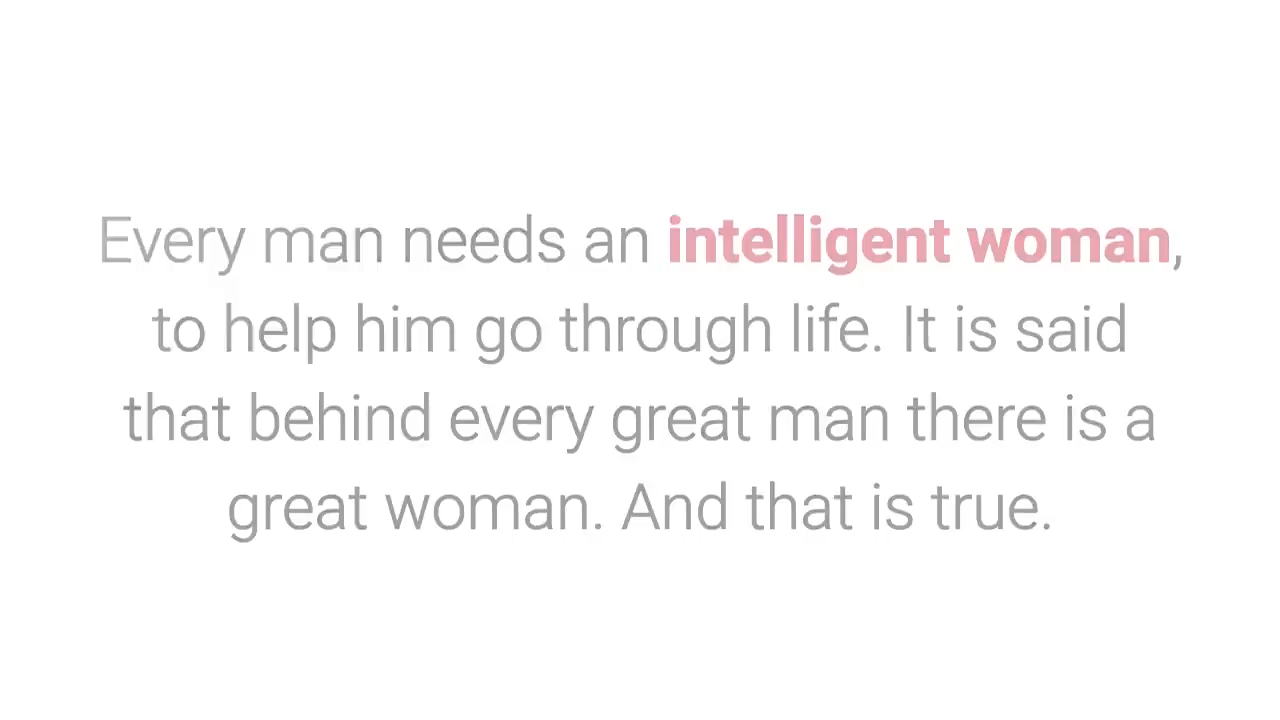 Every man needs an intelligent woman,
to help him go through life. It is said
that behind every great man there is a
great woman. And that is true.